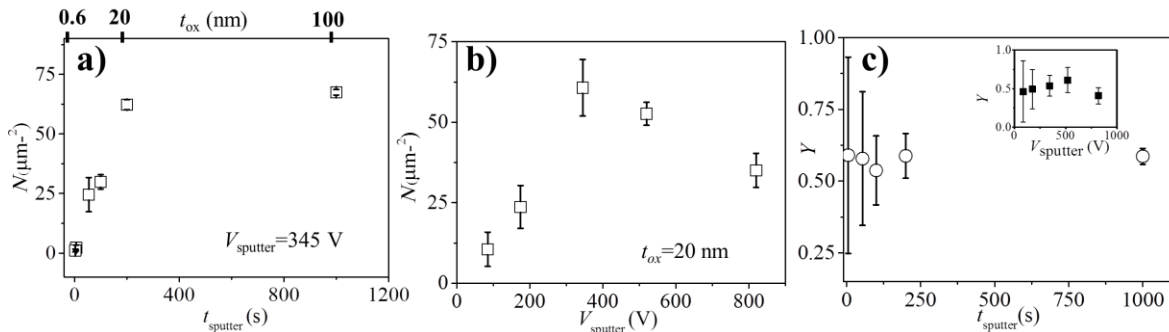 0.6 20 t_ox (nm) 100
a)
75
50
25
0
N(μm-²)
V_sputter=345 V
0 400 800 1200
t_sputter (s)
b)
75
50
25
0
N(μm-²)
t_ox=20 nm
0 200 400 600 800
V_sputter (V)
c)
1.00
0.75
0.50
0.25
Y
1.0
0.5
0.0
Y
0 500 1000
V_sputter (V)
0 250 500 750 1000
t_sputter (s)